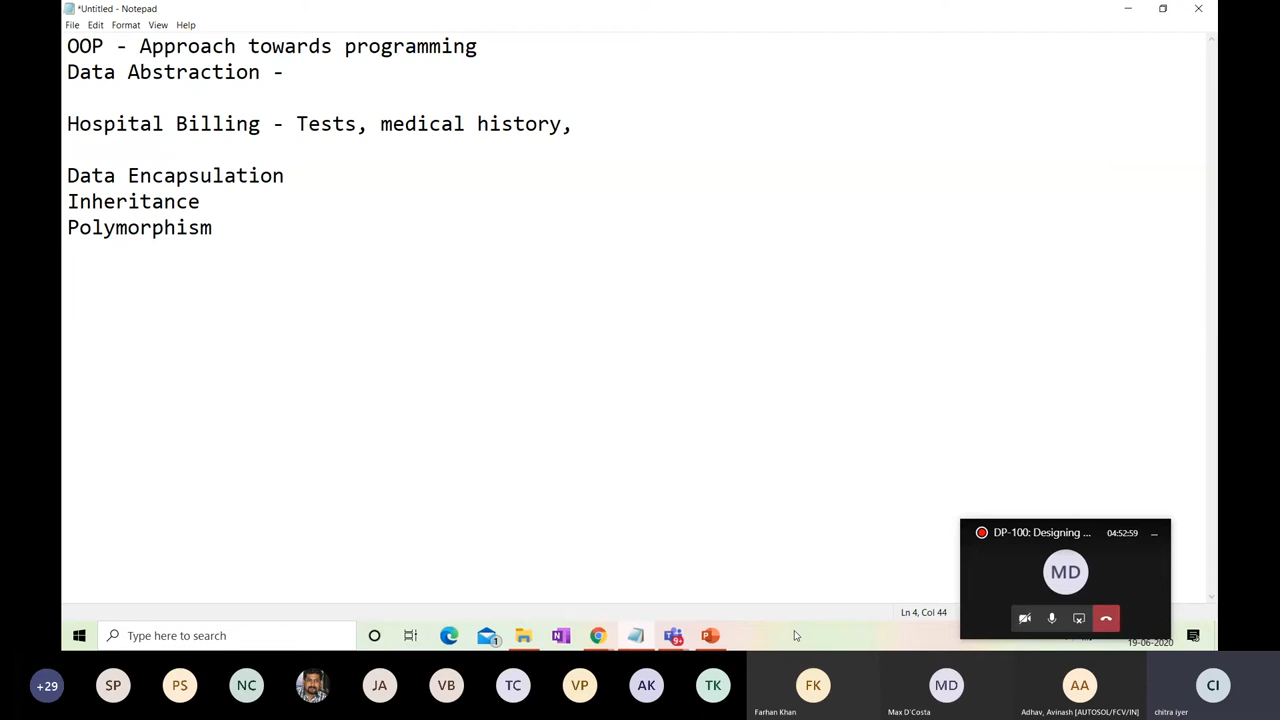 *Untitled - Notepad
File Edit Format View Help
OOP - Approach towards programming
Data Abstraction -
Hospital Billing - Tests, medical history,
Data Encapsulation
Inheritance
Polymorphism
DP-100: Designing ... 04:52:59
MD
Ln 4, Col 44
Type here to search
1
9+
19-06-2020
+29 SP PS NC JA VB TC VP AK TK FK MD AA CI
Farhan Khan Max D'Costa Adhav, Avinash [AUTOSOL/FCV/IN] chitra iyer